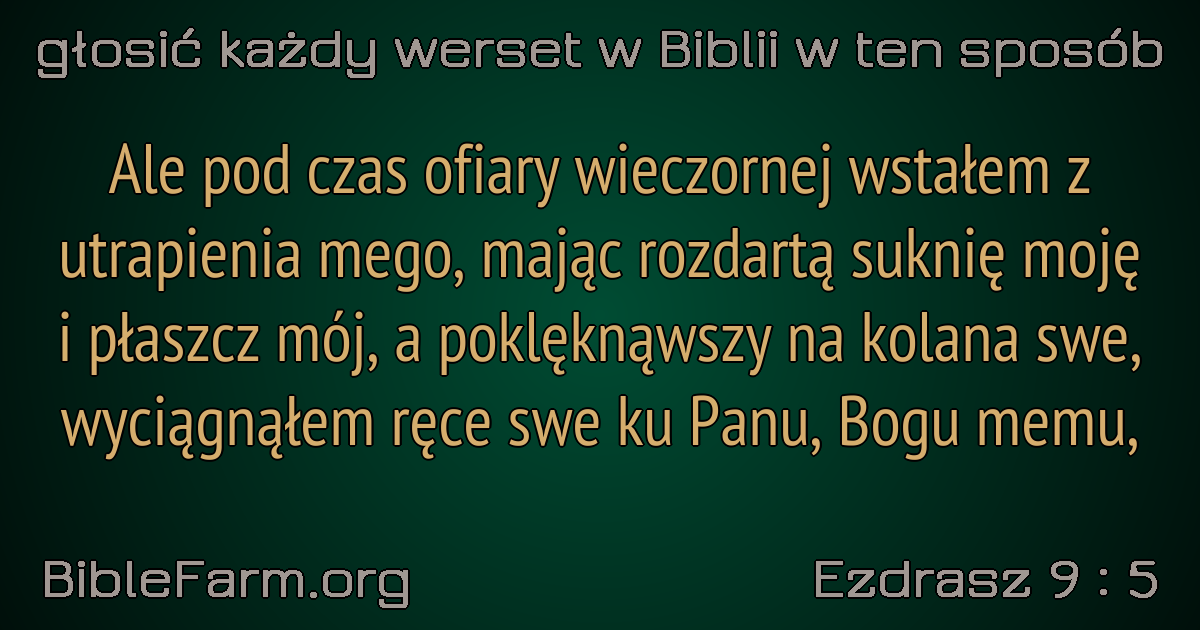 głosić każdy werset w Biblii w ten sposób
Ale pod czas ofiary wieczornej wstałem z
utrapienia mego, mając rozdartą suknię moję
i płaszcz mój, a poklęknąwszy na kolana swe,
wyciągnąłem ręce swe ku Panu, Bogu memu,
BibleFarm.org
Ezdrasz 9 : 5